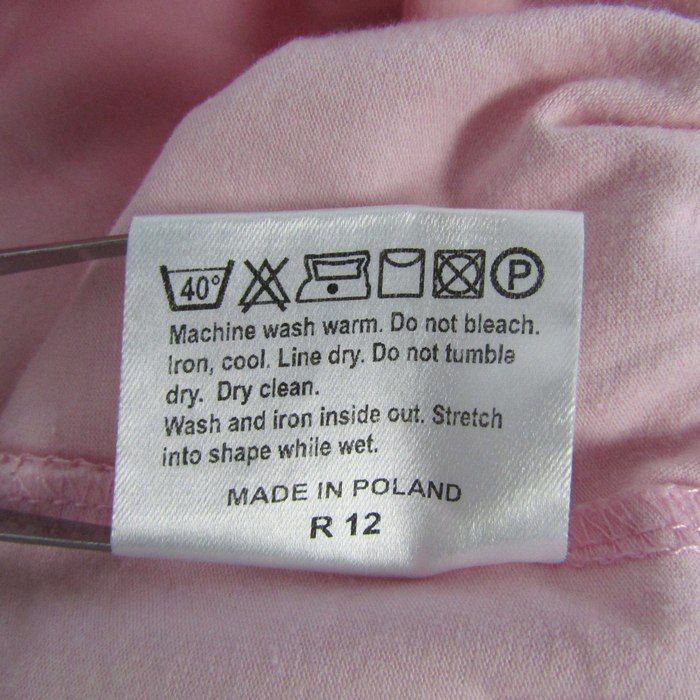 40° P
Machine wash warm. Do not bleach.
Iron, cool. Line dry. Do not tumble
dry. Dry clean.
Wash and iron inside out. Stretch
into shape while wet.
MADE IN POLAND
R 12